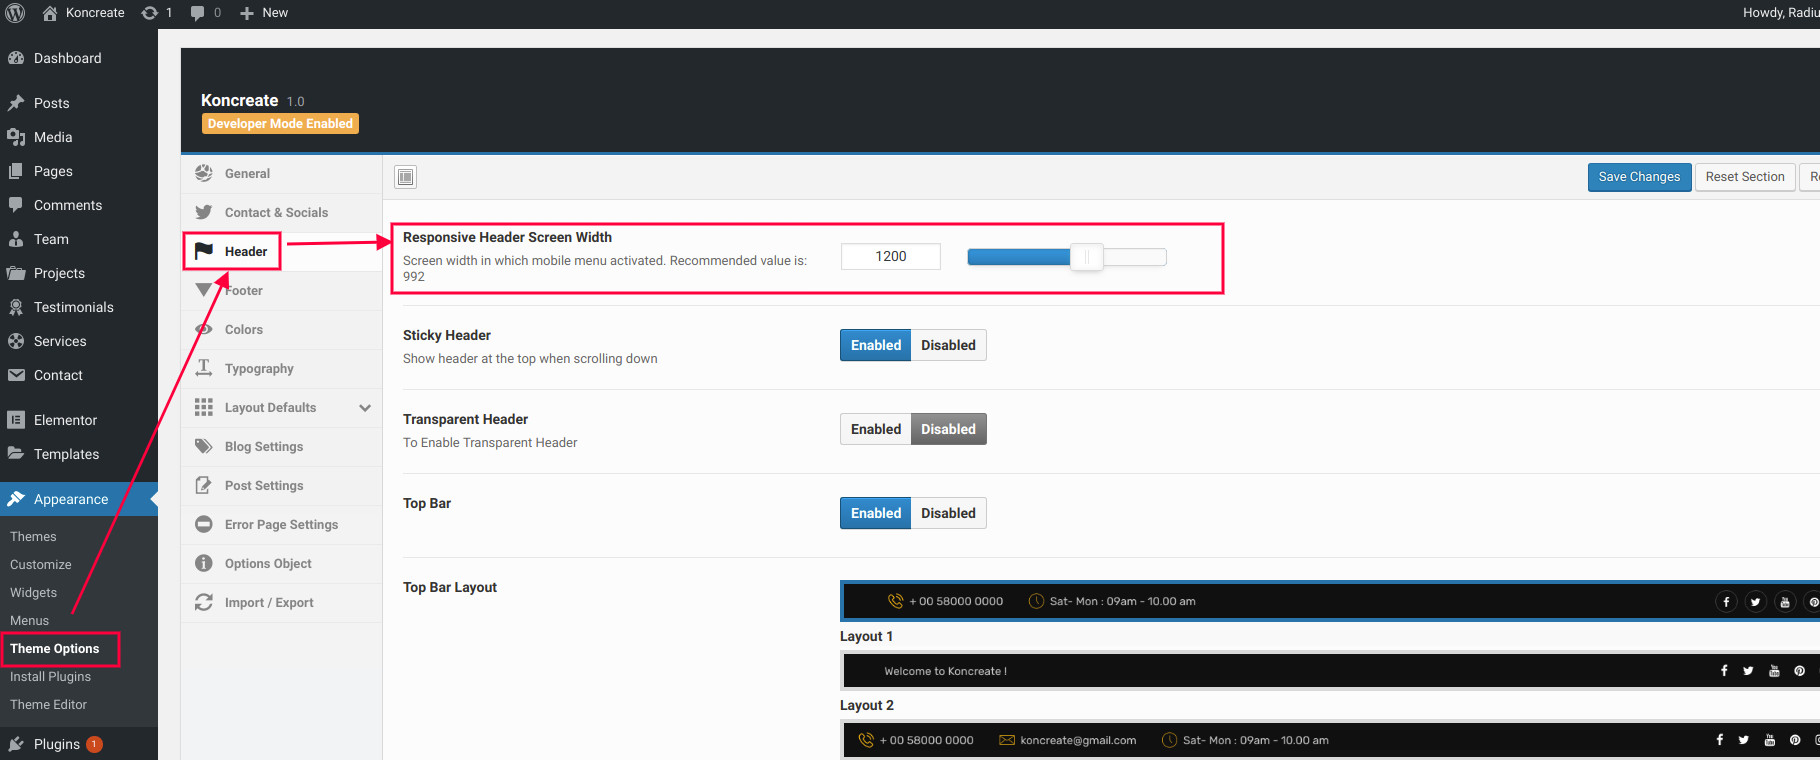 Koncreate 1 0 New
Howdy, Radiu
Dashboard
Posts
Media
Pages
Comments
Team
Projects
Testimonials
Services
Contact
Elementor
Templates
Appearance
Themes
Customize
Widgets
Menus
Theme Options
Install Plugins
Theme Editor
Plugins 1
Koncreate 1.0
Developer Mode Enabled
General
Contact & Socials
Header
Footer
Colors
Typography
Layout Defaults
Blog Settings
Post Settings
Error Page Settings
Options Object
Import / Export
Save Changes Reset Section Re
Responsive Header Screen Width
Screen width in which mobile menu activated. Recommended value is:
992
1200
Sticky Header
Show header at the top when scrolling down
Enabled Disabled
Transparent Header
To Enable Transparent Header
Enabled Disabled
Top Bar
Enabled Disabled
Top Bar Layout
+ 00 58000 0000 Sat- Mon : 09am - 10.00 am
Layout 1
Welcome to Koncreate !
Layout 2
+ 00 58000 0000 koncreate@gmail.com Sat- Mon : 09am - 10.00 am